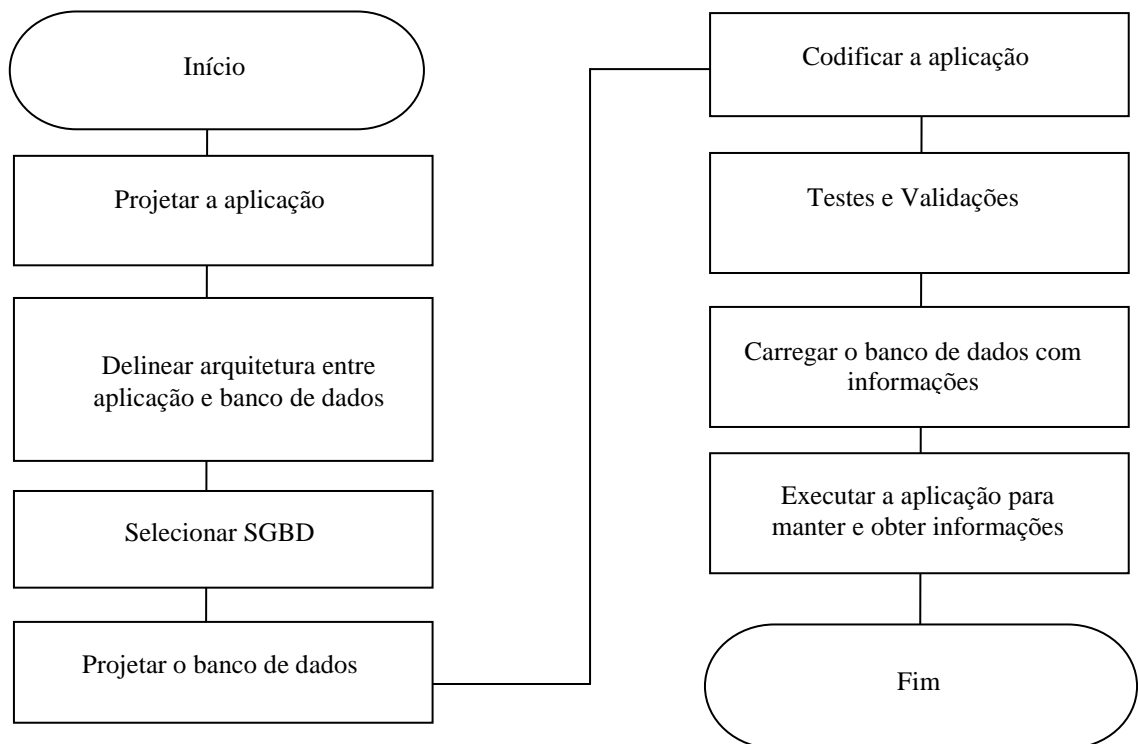 Início
Projetar a aplicação
Delinear arquitetura entre
aplicação e banco de dados
Selecionar SGBD
Projetar o banco de dados
Codificar a aplicação
Testes e Validações
Carregar o banco de dados com
informações
Executar a aplicação para
manter e obter informações
Fim